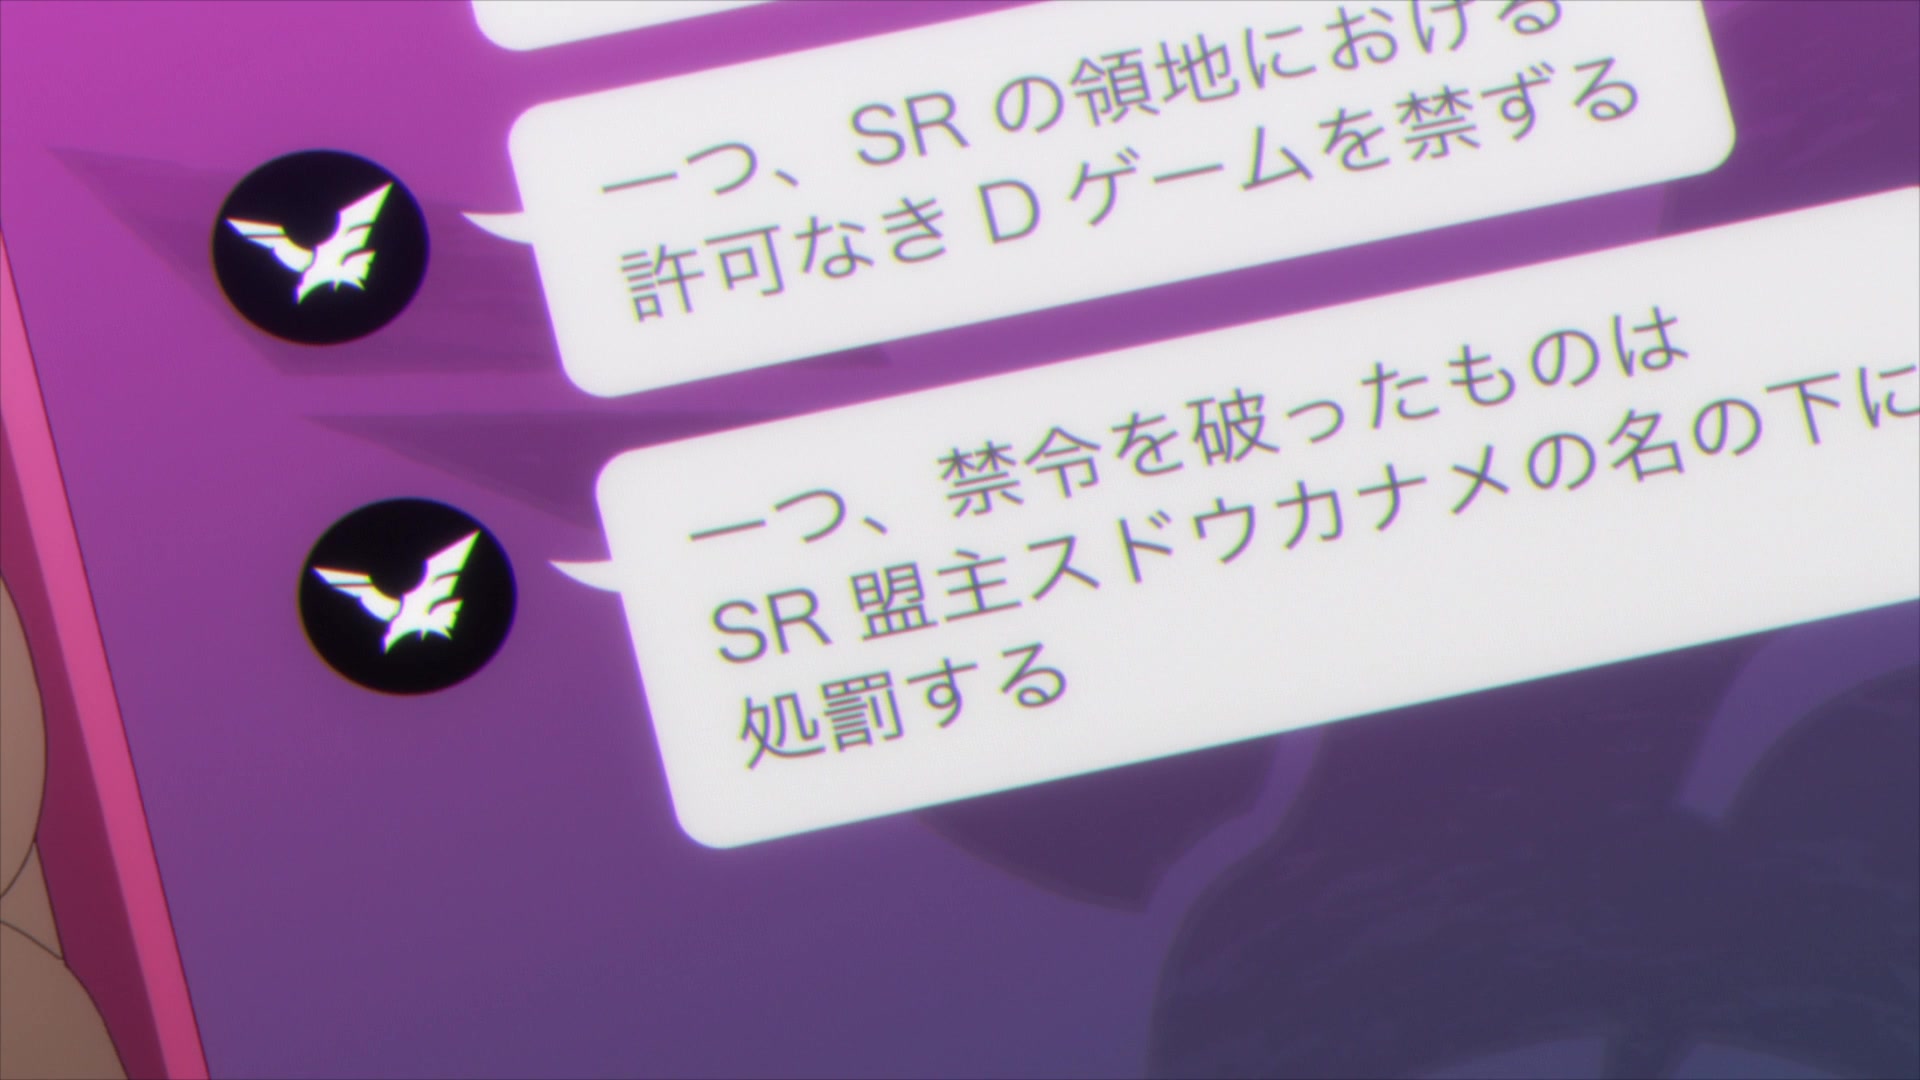 一つ、SR の領地における
許可なき D ゲームを禁ずる
一つ、禁令を破ったものは
SR 盟主スドウカナメの名の下に
処罰する